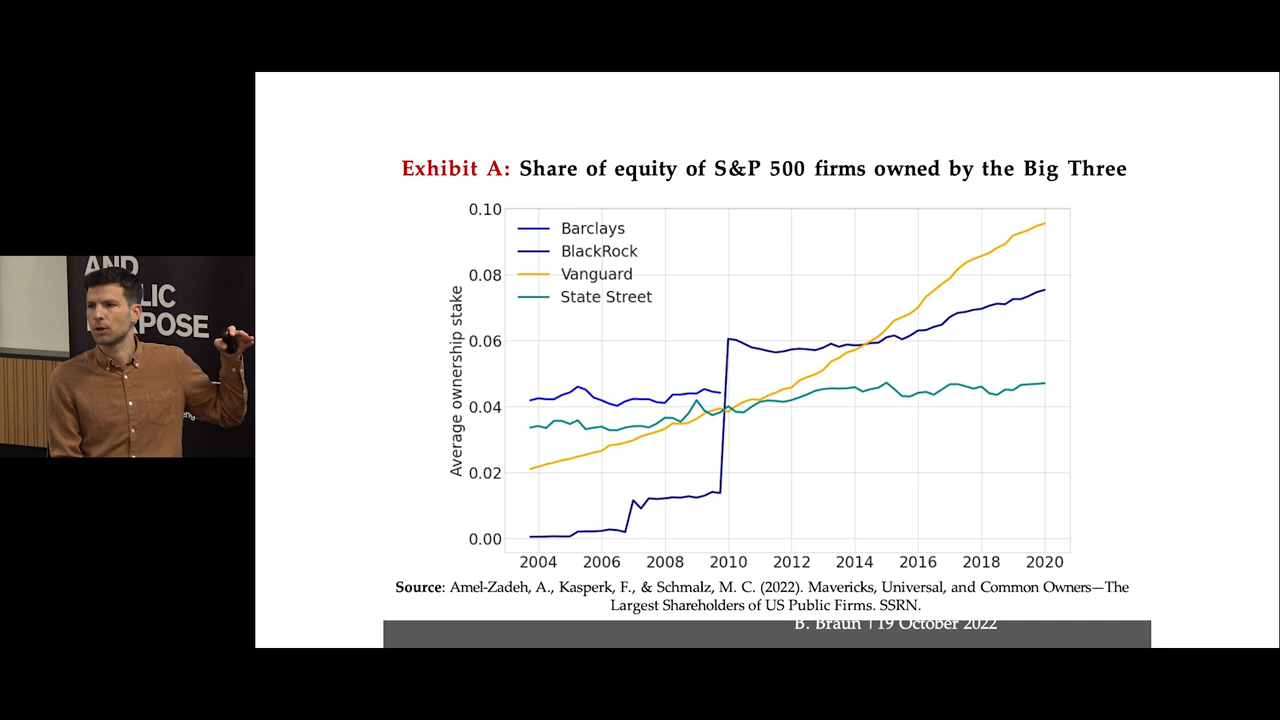 Exhibit A: Share of equity of S&P 500 firms owned by the Big Three
Barclays
BlackRock
Vanguard
State Street
Average ownership stake
0.10
0.08
0.06
0.04
0.02
0.00
2004 2006 2008 2010 2012 2014 2016 2018 2020
Source: Amel-Zadeh, A., Kasperk, F., & Schmalz, M. C. (2022). Mavericks, Universal, and Common Owners—The
Largest Shareholders of US Public Firms. SSRN.
B. Braun | 19 October 2022
AND
LIC
POSE